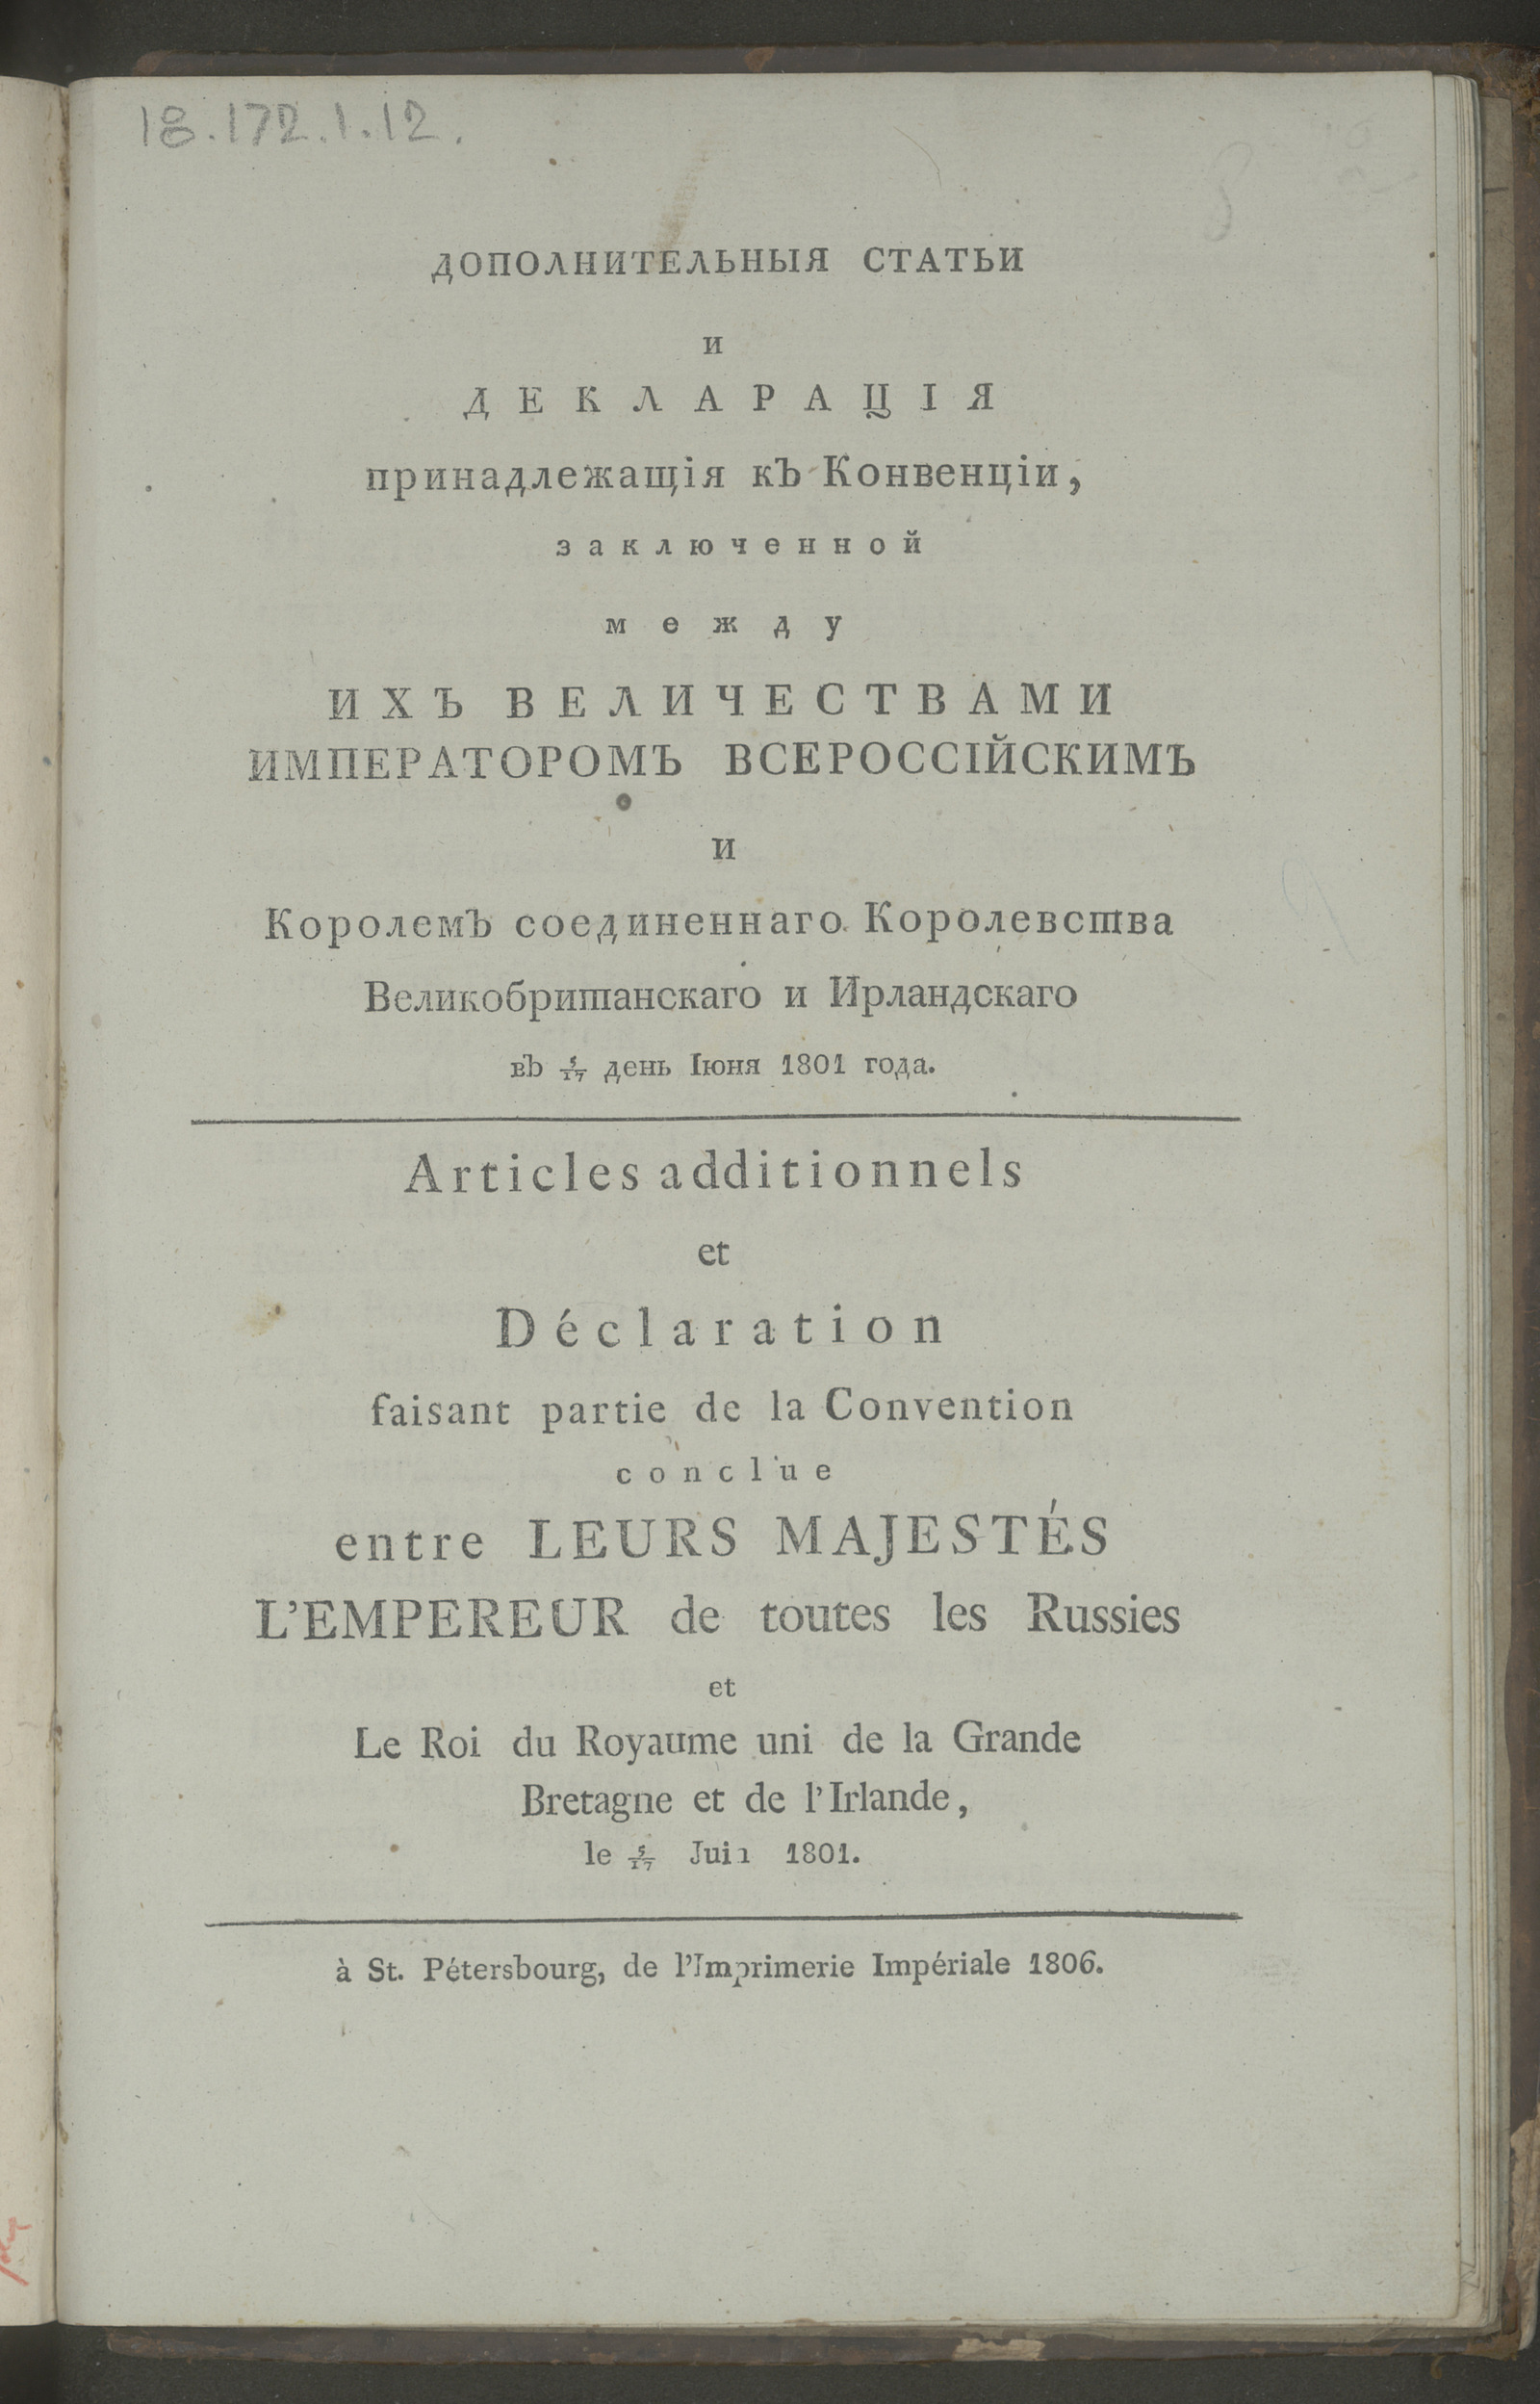 18.172.1.12.
ДОПОЛНИТЕЛЬНЫЯ СТАТЬИ
и
ДЕКЛАРАЦІЯ
принадлежащія къ Конвенціи,
заключенной
между
ИХЪ ВЕЛИЧЕСТВАМИ
ИМПЕРАТОРОМЪ ВСЕРОССІЙСКИМЪ
и
Королемъ соединеннаго Королевства
Великобританскаго и Ирландскаго
въ 5/17 день Іюня 1801 года.
Articles additionnels
et
Déclaration
faisant partie de la Convention
conclue
entre LEURS MAJESTÉS
L'EMPEREUR de toutes les Russies
et
Le Roi du Royaume uni de la Grande
Bretagne et de l'Irlande,
le 5/17 Juin 1801.
à St. Pétersbourg, de l'Imprimerie Impériale 1806.